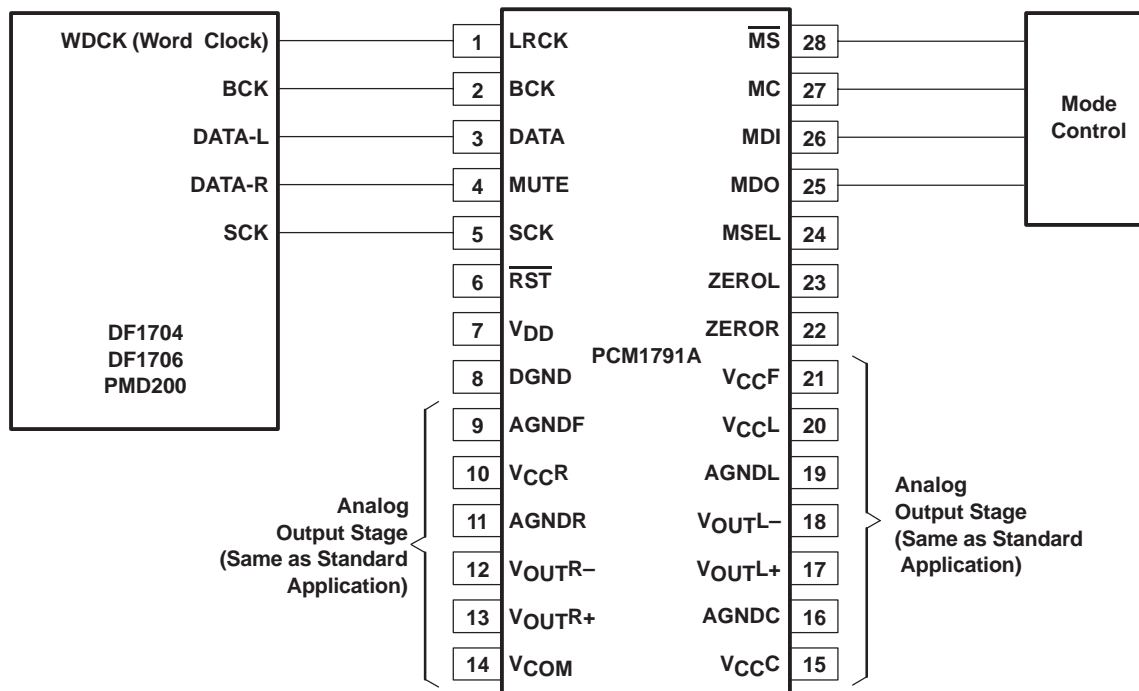 WDCK (Word Clock)
BCK
DATA-L
DATA-R
SCK
DF1704
DF1706
PMD200
1 LRCK
2 BCK
3 DATA
4 MUTE
5 SCK
6 RST
7 VDD
8 DGND
9 AGNDF
10 VCCR
11 AGNDR
12 VOUTR–
13 VOUTR+
14 VCOM
PCM1791A
MS 28
MC 27
MDI 26
MDO 25
MSEL 24
ZEROL 23
ZEROR 22
VCCF 21
VCCL 20
AGNDL 19
VOUTL– 18
VOUTL+ 17
AGNDC 16
VCCC 15
Mode
Control
Analog
Output Stage
(Same as Standard
Application)
Analog
Output Stage
(Same as Standard
Application)